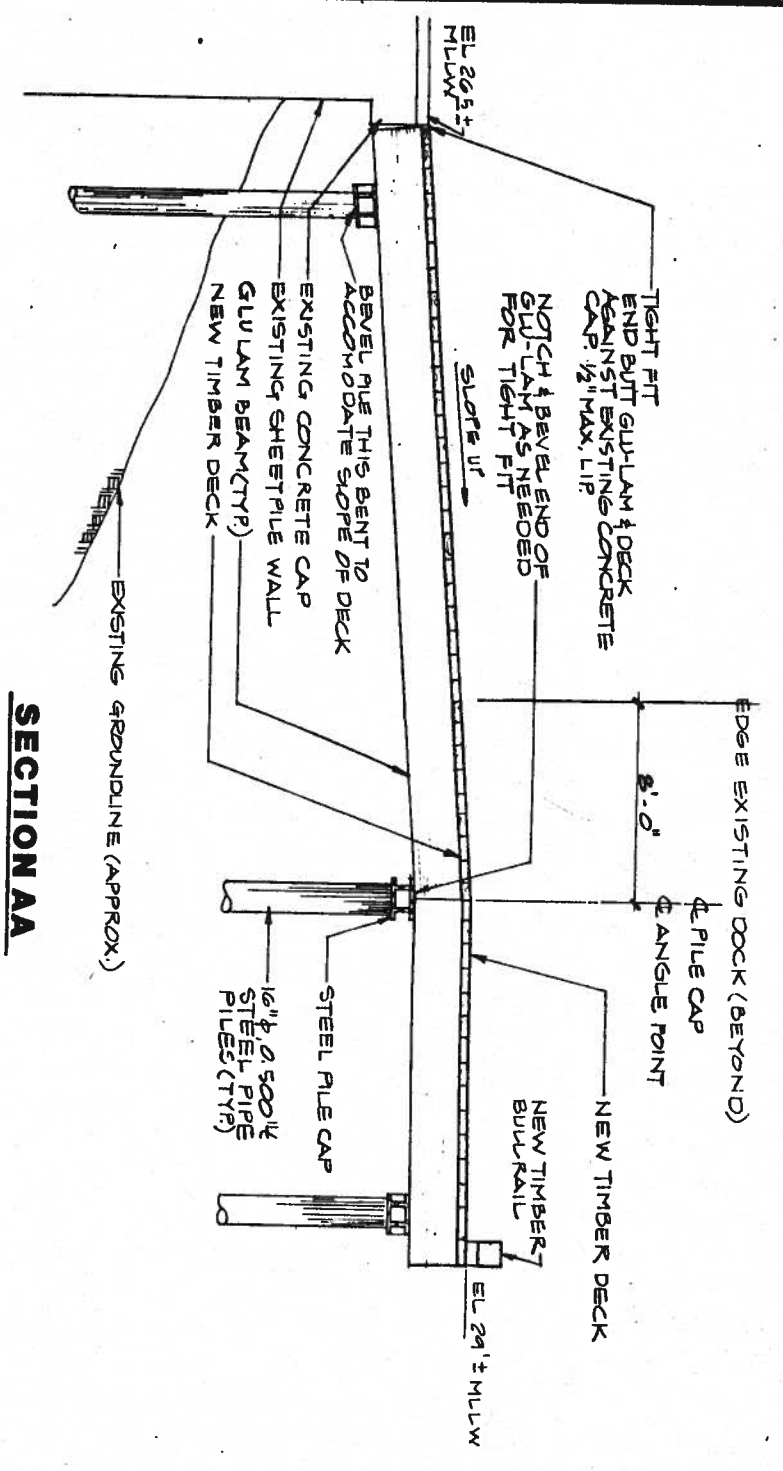 EDGE EXISTING DOCK (BEYOND)
℄ PILE CAP
℄ ANGLE POINT
8'-0"
NEW TIMBER DECK
NEW TIMBER
BULLRAIL
EL 29'± MLLW
TIGHT FIT
END BUTT GLU-LAM & DECK
AGAINST EXISTING CONCRETE
CAP. 1/2" MAX. LIP.
NOTCH & BEVEL END OF
GLU-LAM AS NEEDED
FOR TIGHT FIT
SLOPE UP
EL 26.5±
MLLW
BEVEL PILE THIS BENT TO
ACCOMODATE SLOPE OF DECK
EXISTING CONCRETE CAP
EXISTING SHEETPILE WALL
GLULAM BEAM (TYP.)
NEW TIMBER DECK
STEEL PILE CAP
16"ϕ, 0.500"
STEEL PIPE
PILES (TYP.)
EXISTING GROUNDLINE (APPROX.)
SECTION AA